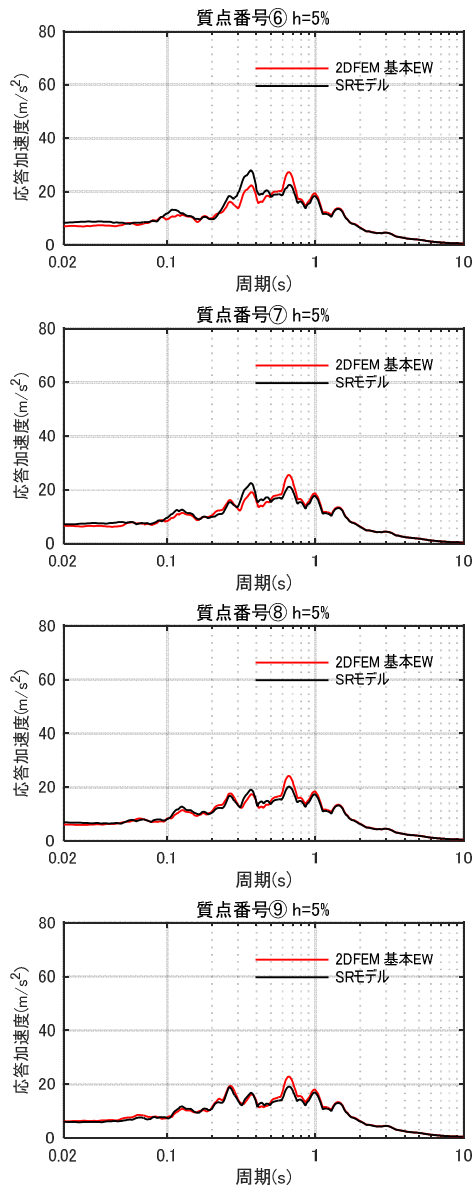 質点番号⑥ h=5%
80
60
40
20
0
応答加速度(m/s²)
2DFEM 基本EW
SRモデル
0.02
0.1
1
10
周期(s)
質点番号⑦ h=5%
80
60
40
20
0
応答加速度(m/s²)
2DFEM 基本EW
SRモデル
0.02
0.1
1
10
周期(s)
質点番号⑧ h=5%
80
60
40
20
0
応答加速度(m/s²)
2DFEM 基本EW
SRモデル
0.02
0.1
1
10
周期(s)
質点番号⑨ h=5%
80
60
40
20
0
応答加速度(m/s²)
2DFEM 基本EW
SRモデル
0.02
0.1
1
10
周期(s)